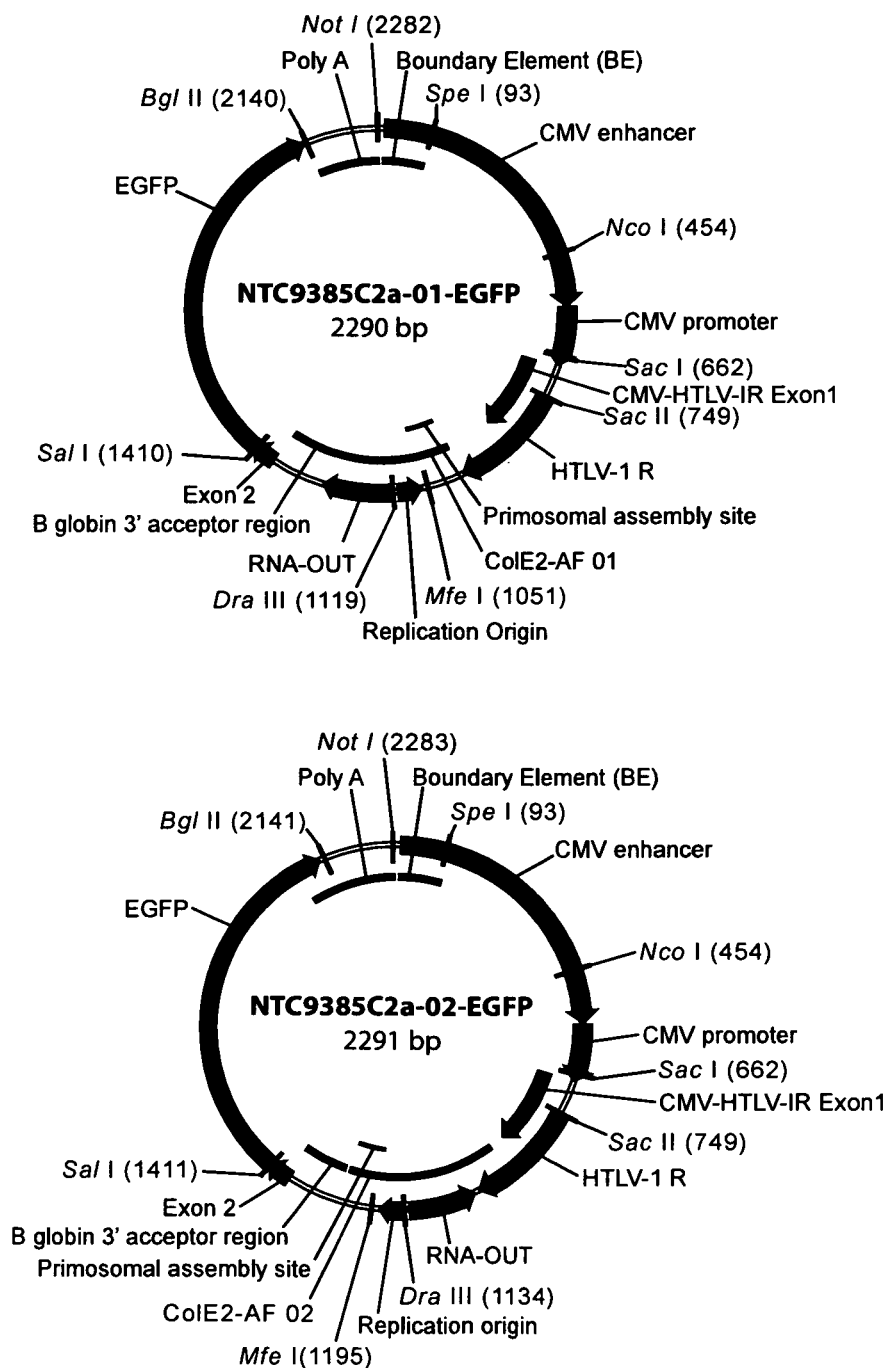 Not I (2282)
Poly A
Boundary Element (BE)
Bgl II (2140)
Spe I (93)
CMV enhancer
EGFP
Nco I (454)
NTC9385C2a-01-EGFP
2290 bp
CMV promoter
Sac I (662)
CMV-HTLV-IR Exon1
Sac II (749)
Sal I (1410)
HTLV-1 R
Exon 2
B globin 3' acceptor region
Primosomal assembly site
RNA-OUT
ColE2-AF 01
Dra III (1119)
Mfe I (1051)
Replication Origin
Not I (2283)
Poly A
Boundary Element (BE)
Bgl II (2141)
Spe I (93)
CMV enhancer
EGFP
Nco I (454)
NTC9385C2a-02-EGFP
2291 bp
CMV promoter
Sac I (662)
CMV-HTLV-IR Exon1
Sac II (749)
Sal I (1411)
HTLV-1 R
Exon 2
B globin 3' acceptor region
RNA-OUT
Primosomal assembly site
ColE2-AF 02
Dra III (1134)
Replication origin
Mfe I(1195)